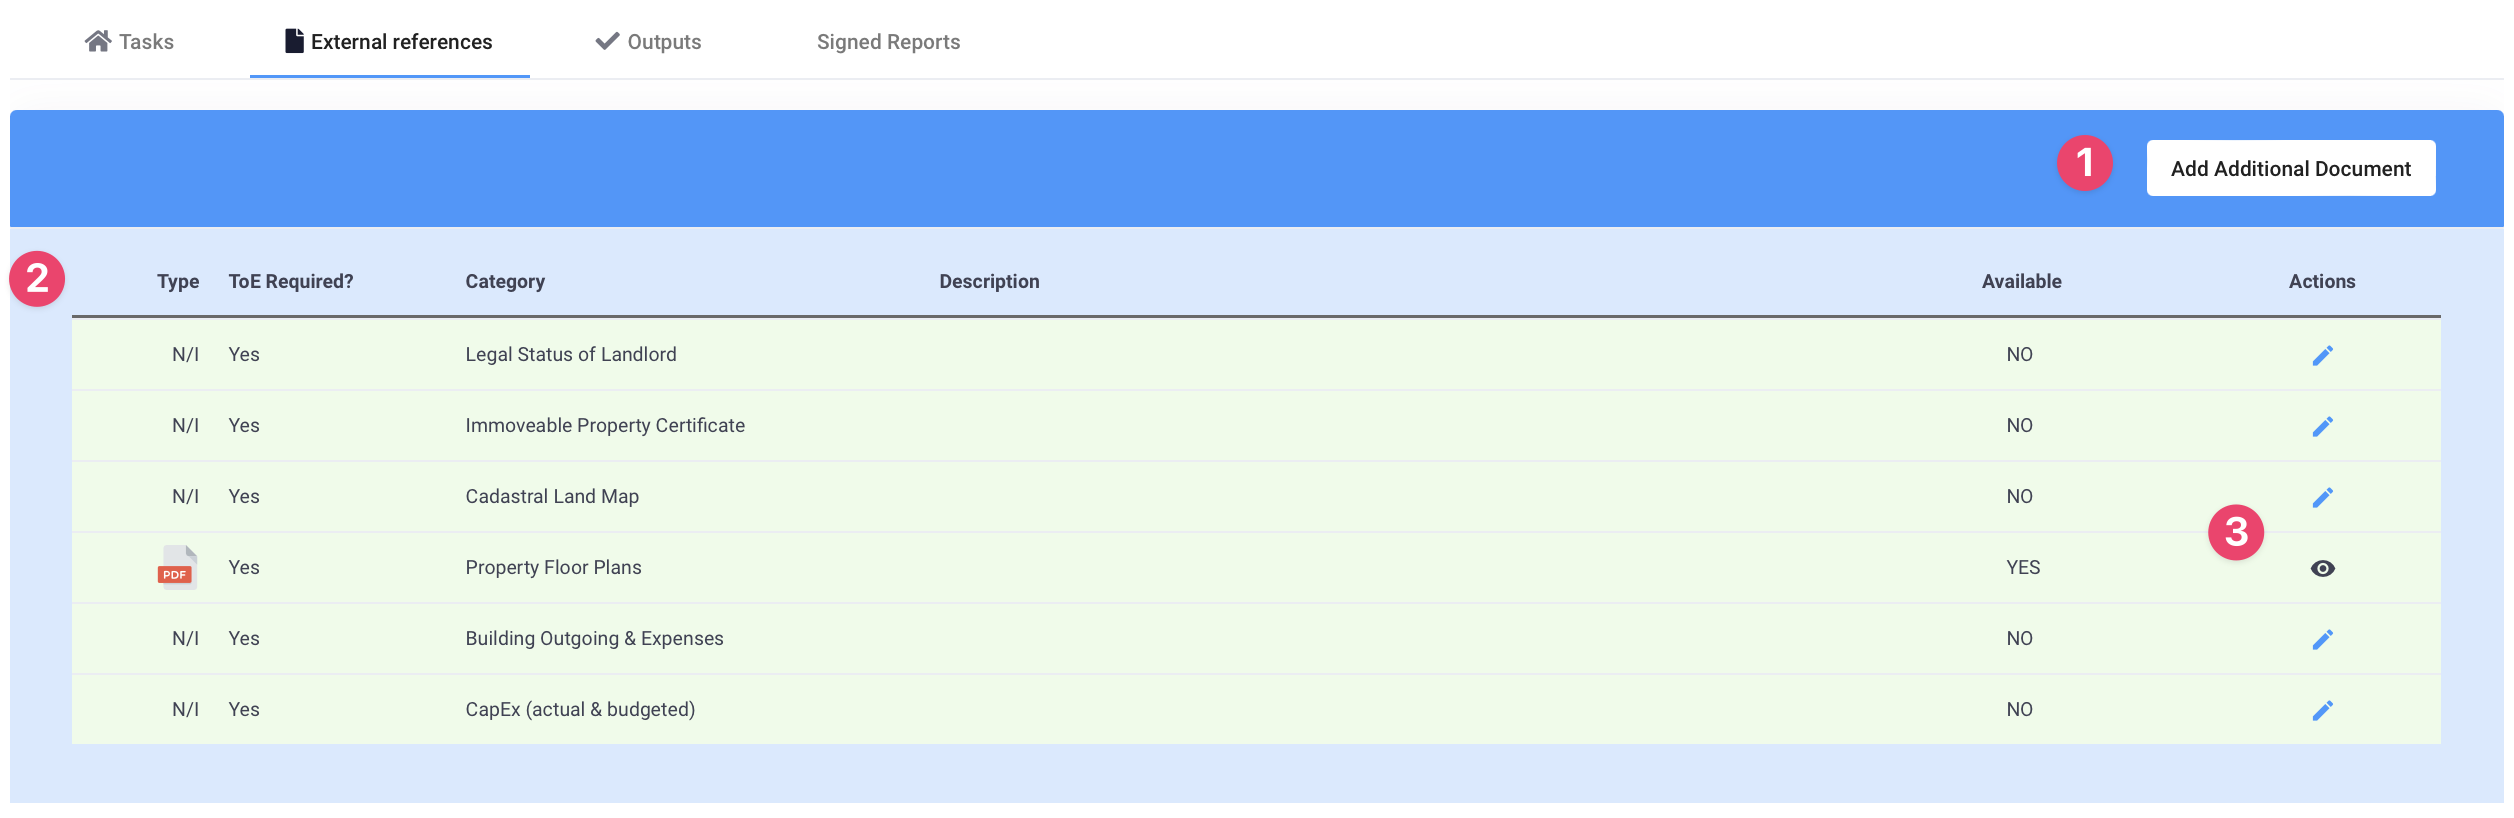 Tasks External references Outputs Signed Reports
1 Add Additional Document
2 Type ToE Required? Category Description Available Actions
N/I Yes Legal Status of Landlord NO
N/I Yes Immoveable Property Certificate NO
N/I Yes Cadastral Land Map NO
3
PDF Yes Property Floor Plans YES
N/I Yes Building Outgoing & Expenses NO
N/I Yes CapEx (actual & budgeted) NO